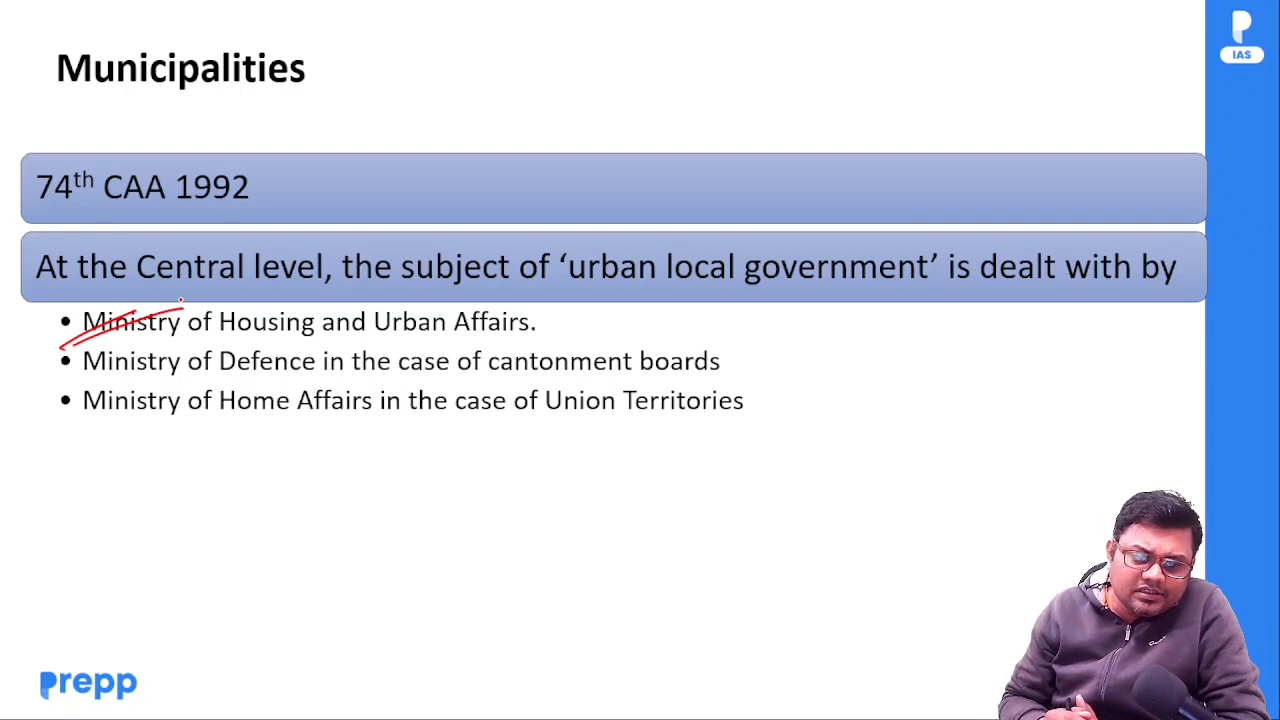 Municipalities
IAS
74th CAA 1992
At the Central level, the subject of ‘urban local government’ is dealt with by
• Ministry of Housing and Urban Affairs.
• Ministry of Defence in the case of cantonment boards
• Ministry of Home Affairs in the case of Union Territories
prepp